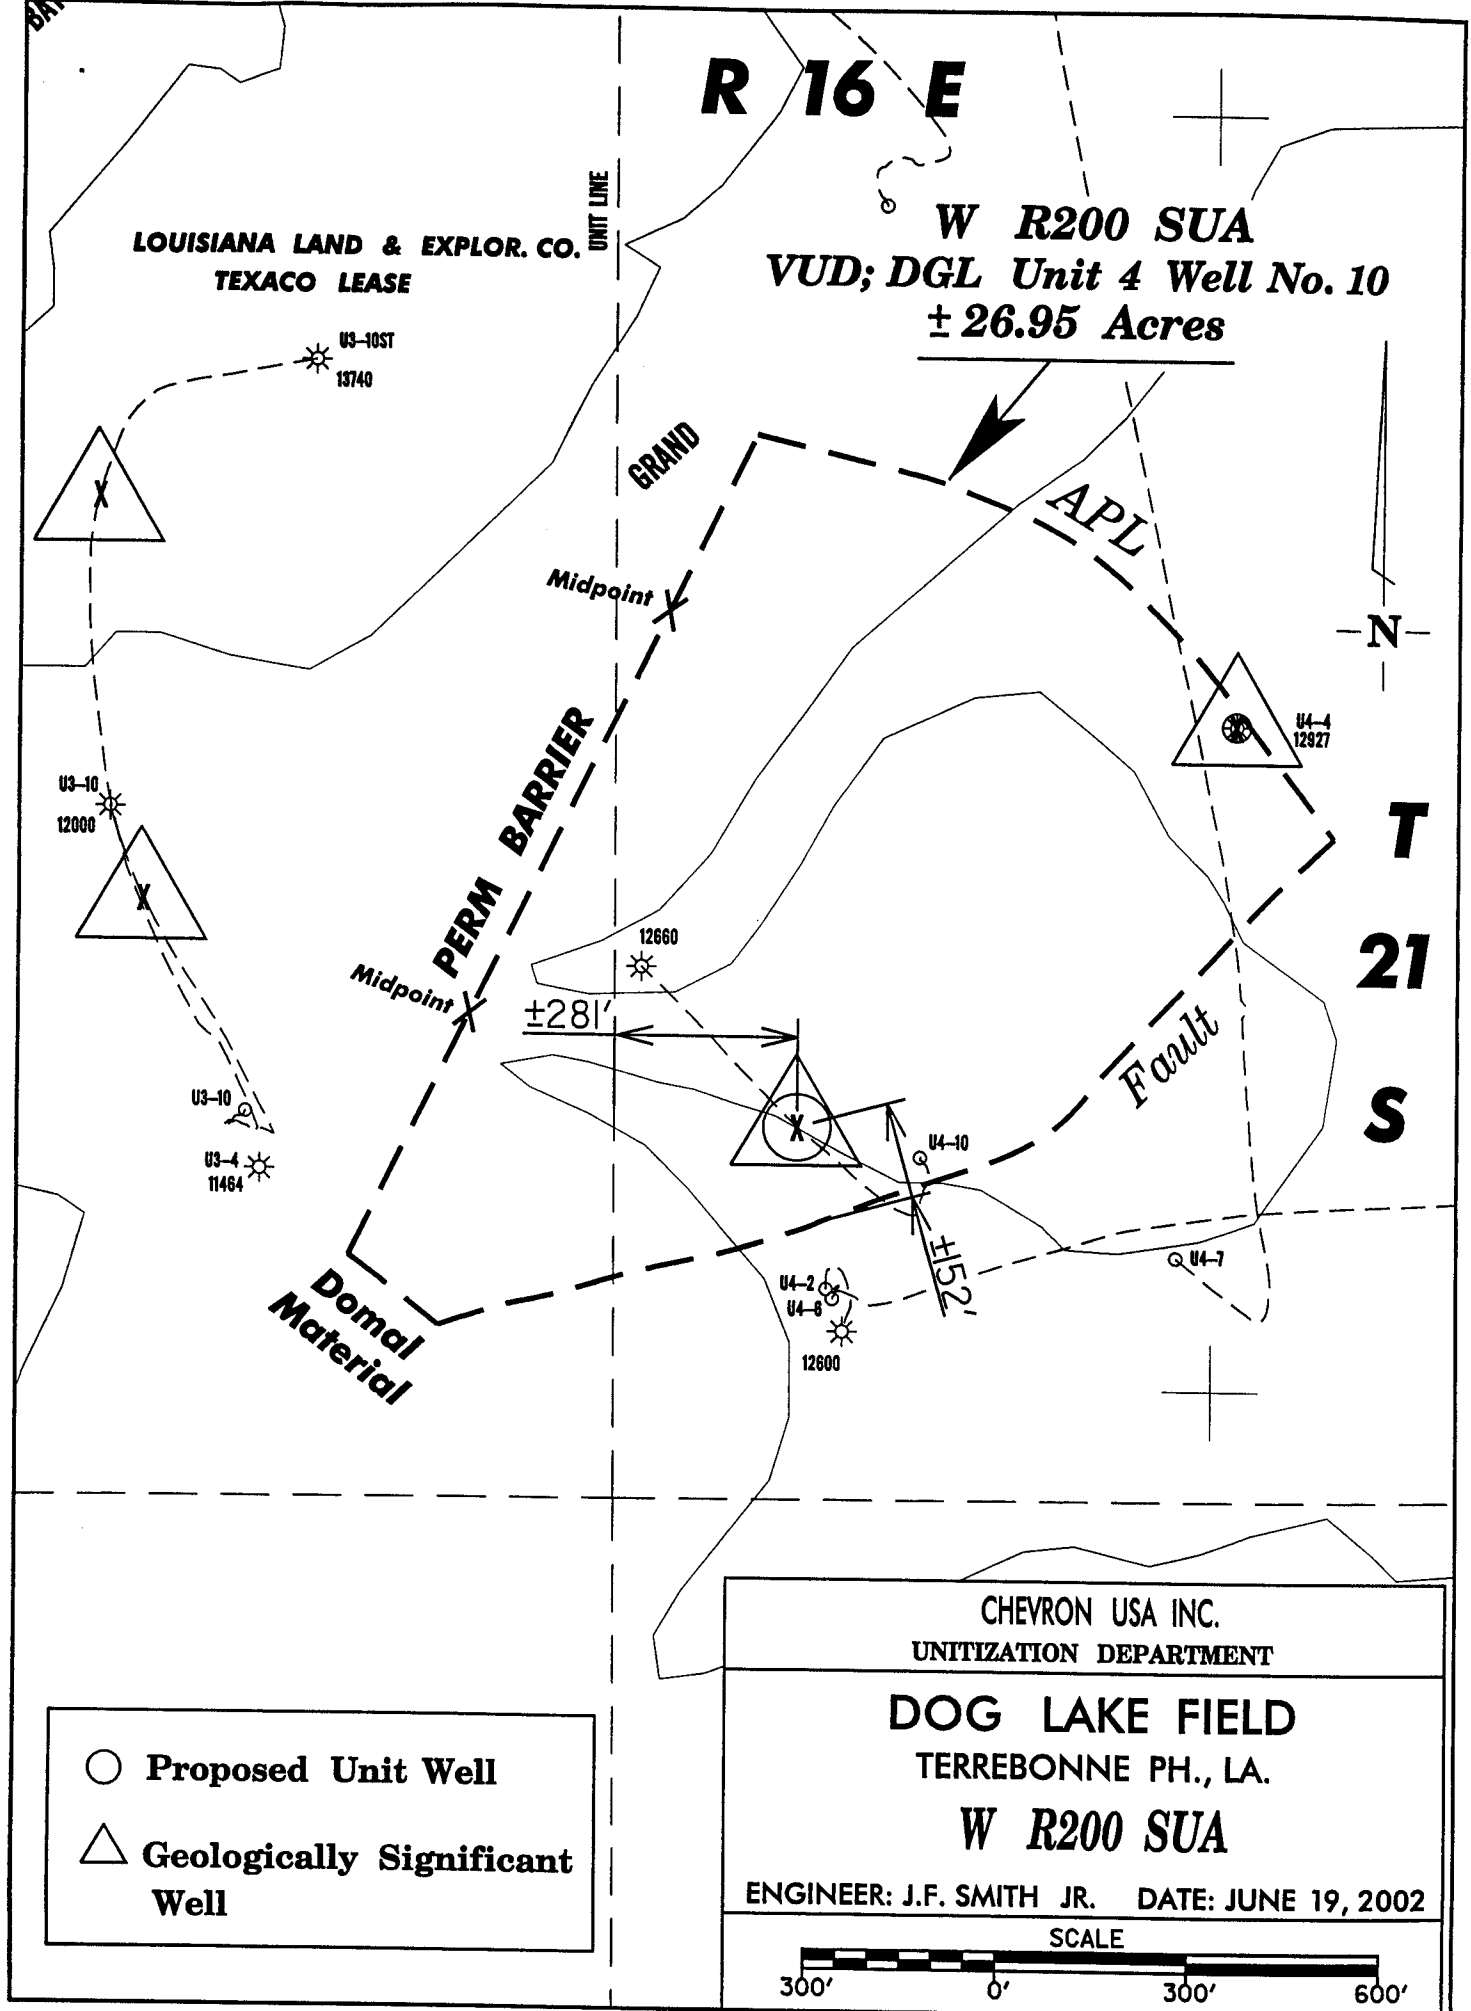 R 16 E
UNIT LINE
LOUISIANA LAND & EXPLOR. CO.
TEXACO LEASE
W R200 SUA
VUD; DGL Unit 4 Well No. 10
± 26.95 Acres
U3-10ST
13740
GRAND
APL
X
Midpoint
N
U4-4
12927
PERM BARRIER
U3-10
12000
T
21
S
X
12660
Midpoint
±281'
Fault
U3-10
X
U4-10
U3-4
11464
±152'
U4-7
U4-2
U4-6
12600
Domal
Material
CHEVRON USA INC.
UNITIZATION DEPARTMENT
DOG LAKE FIELD
TERREBONNE PH., LA.
W R200 SUA
ENGINEER: J.F. SMITH JR. DATE: JUNE 19, 2002
SCALE
300' 0' 300' 600'
Proposed Unit Well
Geologically Significant
Well